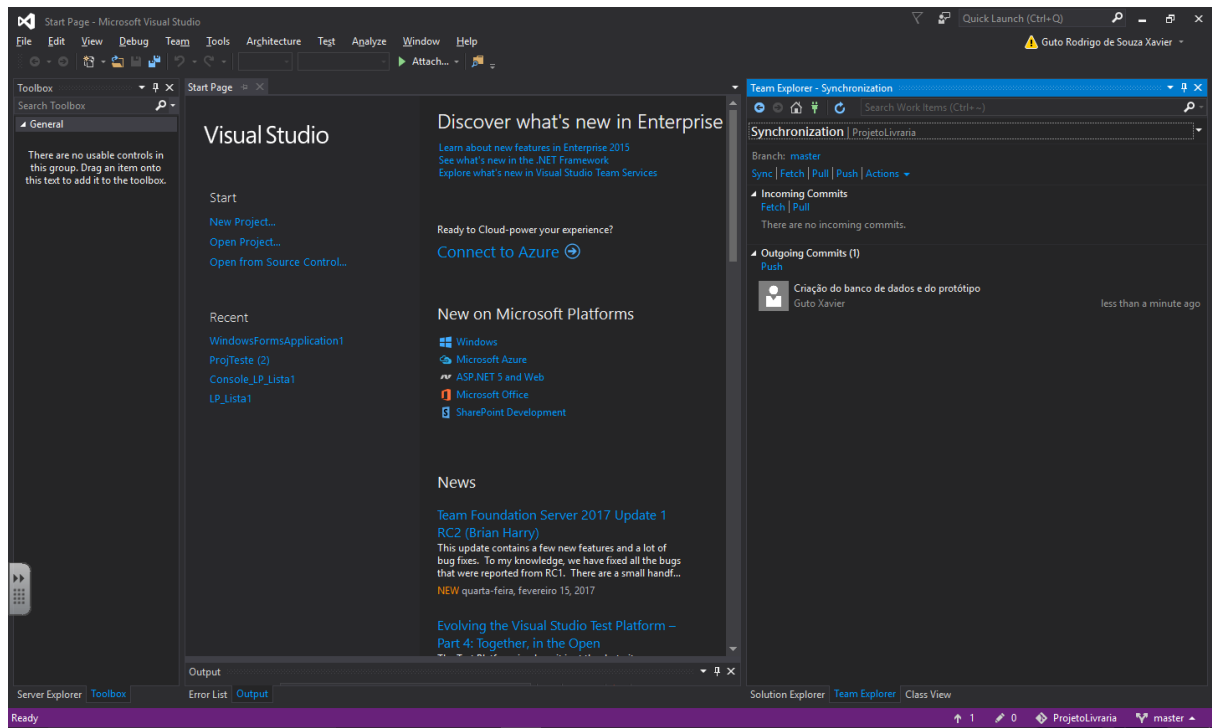 Start Page - Microsoft Visual Studio
Quick Launch (Ctrl+Q)
File Edit View Debug Team Tools Architecture Test Analyze Window Help
Guto Rodrigo de Souza Xavier
Attach...
Toolbox
Search Toolbox
General
There are no usable controls in
this group. Drag an item onto
this text to add it to the toolbox.
Start Page
Visual Studio
Start
New Project...
Open Project...
Open from Source Control...
Recent
WindowsFormsApplication1
ProjTeste (2)
Console_LP_Lista1
LP_Lista1
Discover what's new in Enterprise
Learn about new features in Enterprise 2015
See what's new in the .NET Framework
Explore what's new in Visual Studio Team Services
Ready to Cloud-power your experience?
Connect to Azure
New on Microsoft Platforms
Windows
Microsoft Azure
ASP.NET 5 and Web
Microsoft Office
SharePoint Development
News
Team Foundation Server 2017 Update 1
RC2 (Brian Harry)
This update contains a few new features and a lot of
bug fixes. To my knowledge, we have fixed all the bugs
that were reported from RC1. There are a small handf...
NEW quarta-feira, fevereiro 15, 2017
Evolving the Visual Studio Test Platform –
Part 4: Together, in the Open
Output
Team Explorer - Synchronization
Search Work Items (Ctrl+~)
Synchronization | ProjetoLivraria
Branch: master
Sync | Fetch | Pull | Push | Actions
Incoming Commits
Fetch | Pull
There are no incoming commits.
Outgoing Commits (1)
Push
Criação do banco de dados e do protótipo
Guto Xavier less than a minute ago
Server Explorer Toolbox
Error List Output
Solution Explorer Team Explorer Class View
Ready
1 0 ProjetoLivraria master